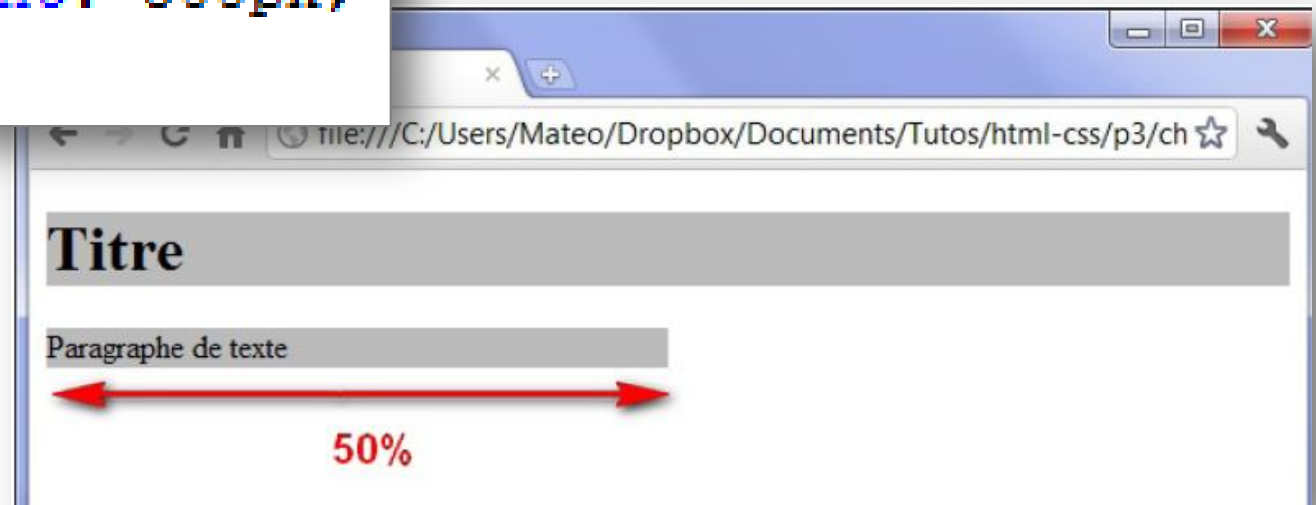 file:///C:/Users/Mateo/Dropbox/Documents/Tutos/html-css/p3/ch
Titre
Paragraphe de texte
50%